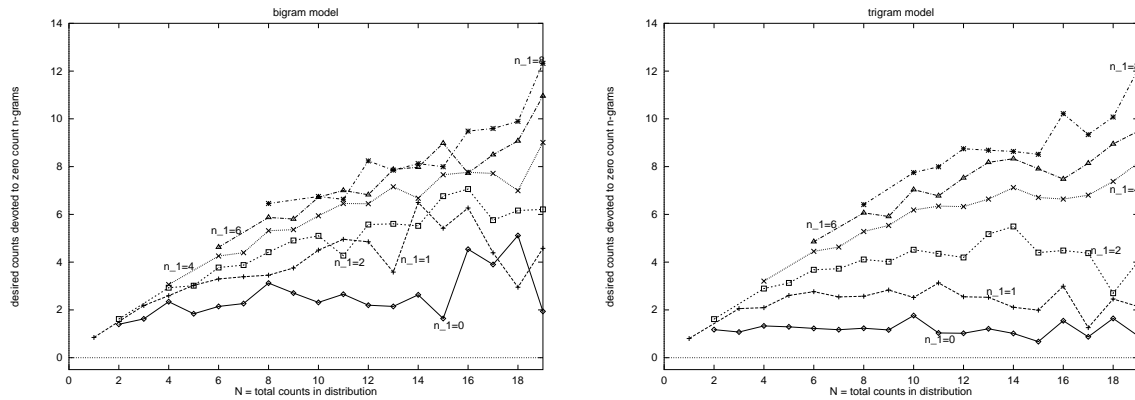 bigram model
desired counts devoted to zero count n-grams
14
12
10
8
6
4
2
0
n_1=8
n_1=6
n_1=4
n_1=2
n_1=1
n_1=0
0 2 4 6 8 10 12 14 16 18
N = total counts in distribution
trigram model
desired counts devoted to zero count n-grams
14
12
10
8
6
4
2
0
n_1=
n_1=6
n_1=
n_1=2
n_1=1
n_1=0
0 2 4 6 8 10 12 14 16 18
N = total counts in distribution